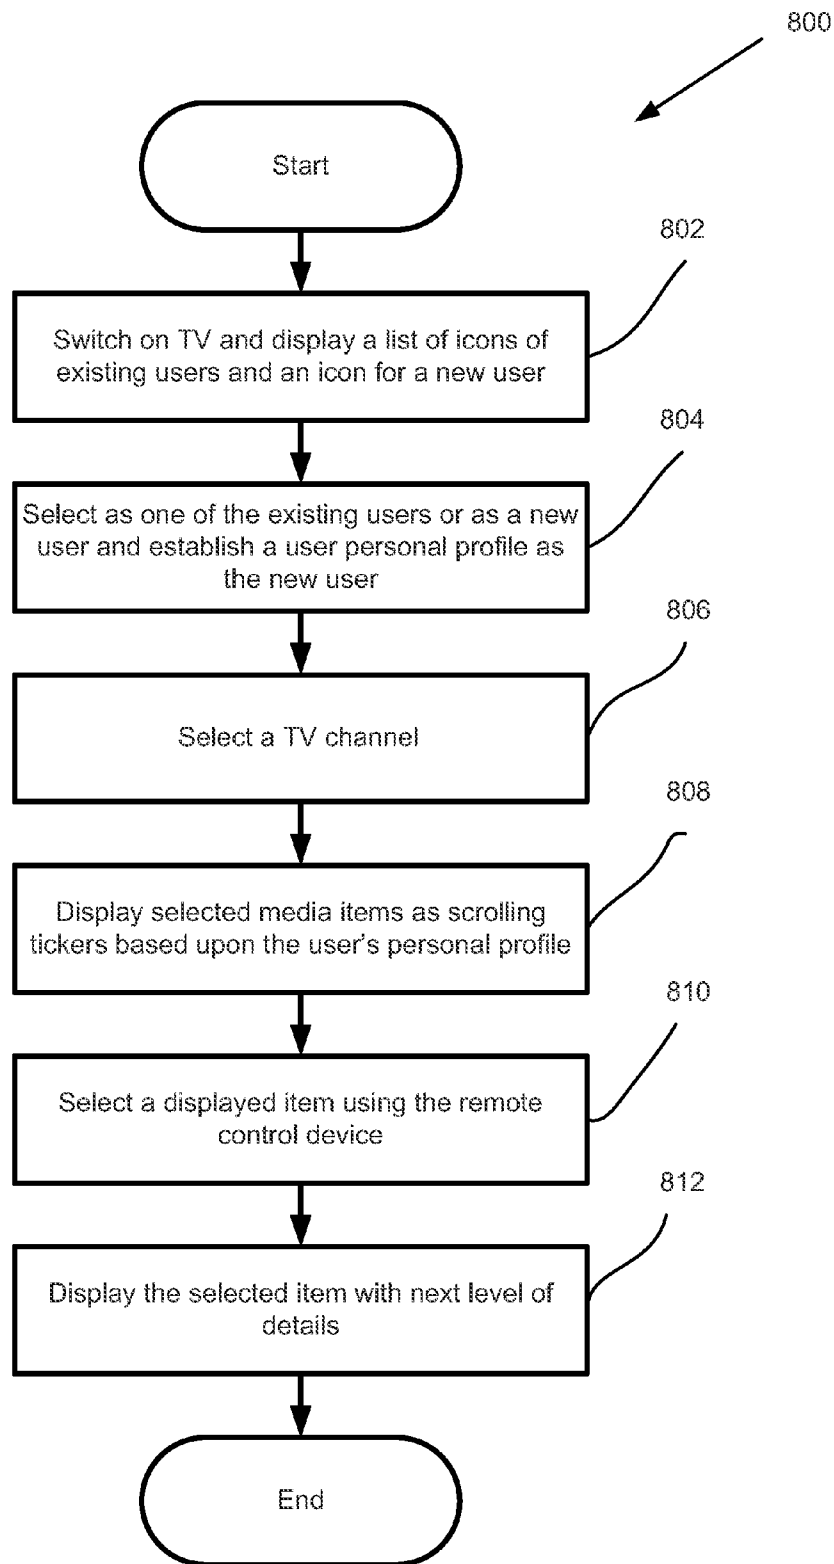 800
Start
802
Switch on TV and display a list of icons of
existing users and an icon for a new user
804
Select as one of the existing users or as a new
user and establish a user personal profile as
the new user
806
Select a TV channel
808
Display selected media items as scrolling
tickers based upon the user's personal profile
810
Select a displayed item using the remote
control device
812
Display the selected item with next level of
details
End